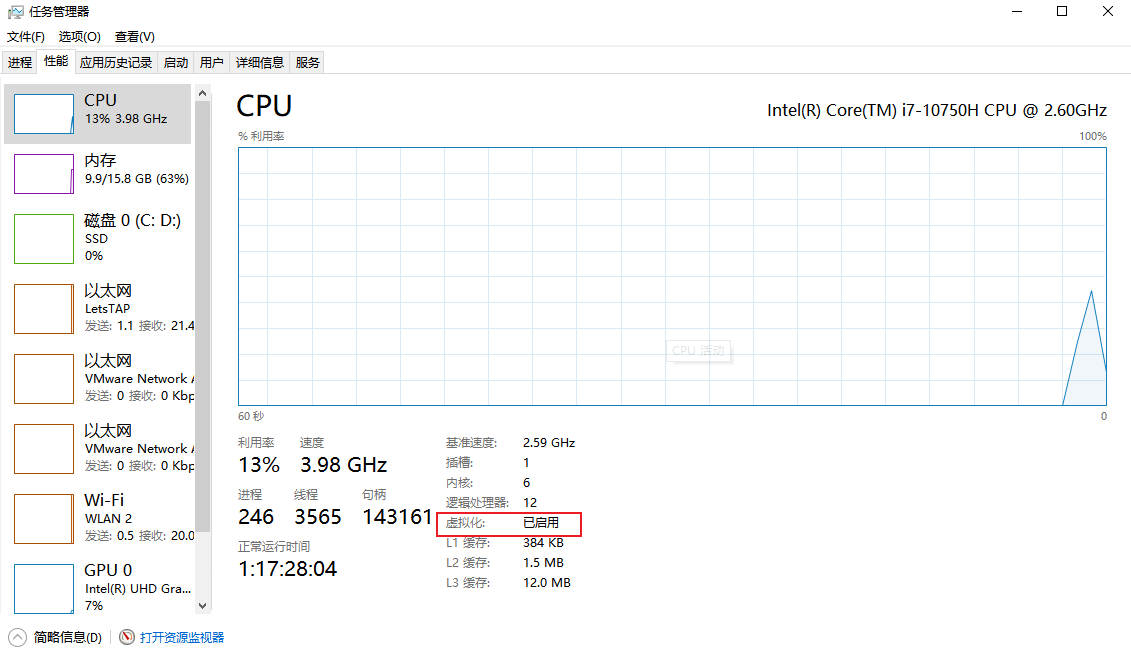 任务管理器
文件(F) 选项(O) 查看(V)
进程 性能 应用历史记录 启动 用户 详细信息 服务
CPU
13% 3.98 GHz
内存
9.9/15.8 GB (63%)
磁盘 0 (C: D:)
SSD
0%
以太网
LetsTAP
发送: 1.1 接收: 21.4
以太网
VMware Network
发送: 0 接收: 0 Kbp
以太网
VMware Network
发送: 0 接收: 0 Kbp
Wi-Fi
WLAN 2
发送: 0.5 接收: 20.0
GPU 0
Intel(R) UHD Gra...
7%
CPU
Intel(R) Core(TM) i7-10750H CPU @ 2.60GHz
% 利用率 100%
CPU 活动
60 秒 0
利用率 速度
13% 3.98 GHz
进程 线程 句柄
246 3565 143161
正常运行时间
1:17:28:04
基准速度: 2.59 GHz
插槽: 1
内核: 6
逻辑处理器: 12
虚拟化: 已启用
L1 缓存: 384 KB
L2 缓存: 1.5 MB
L3 缓存: 12.0 MB
简略信息(D) 打开资源监视器